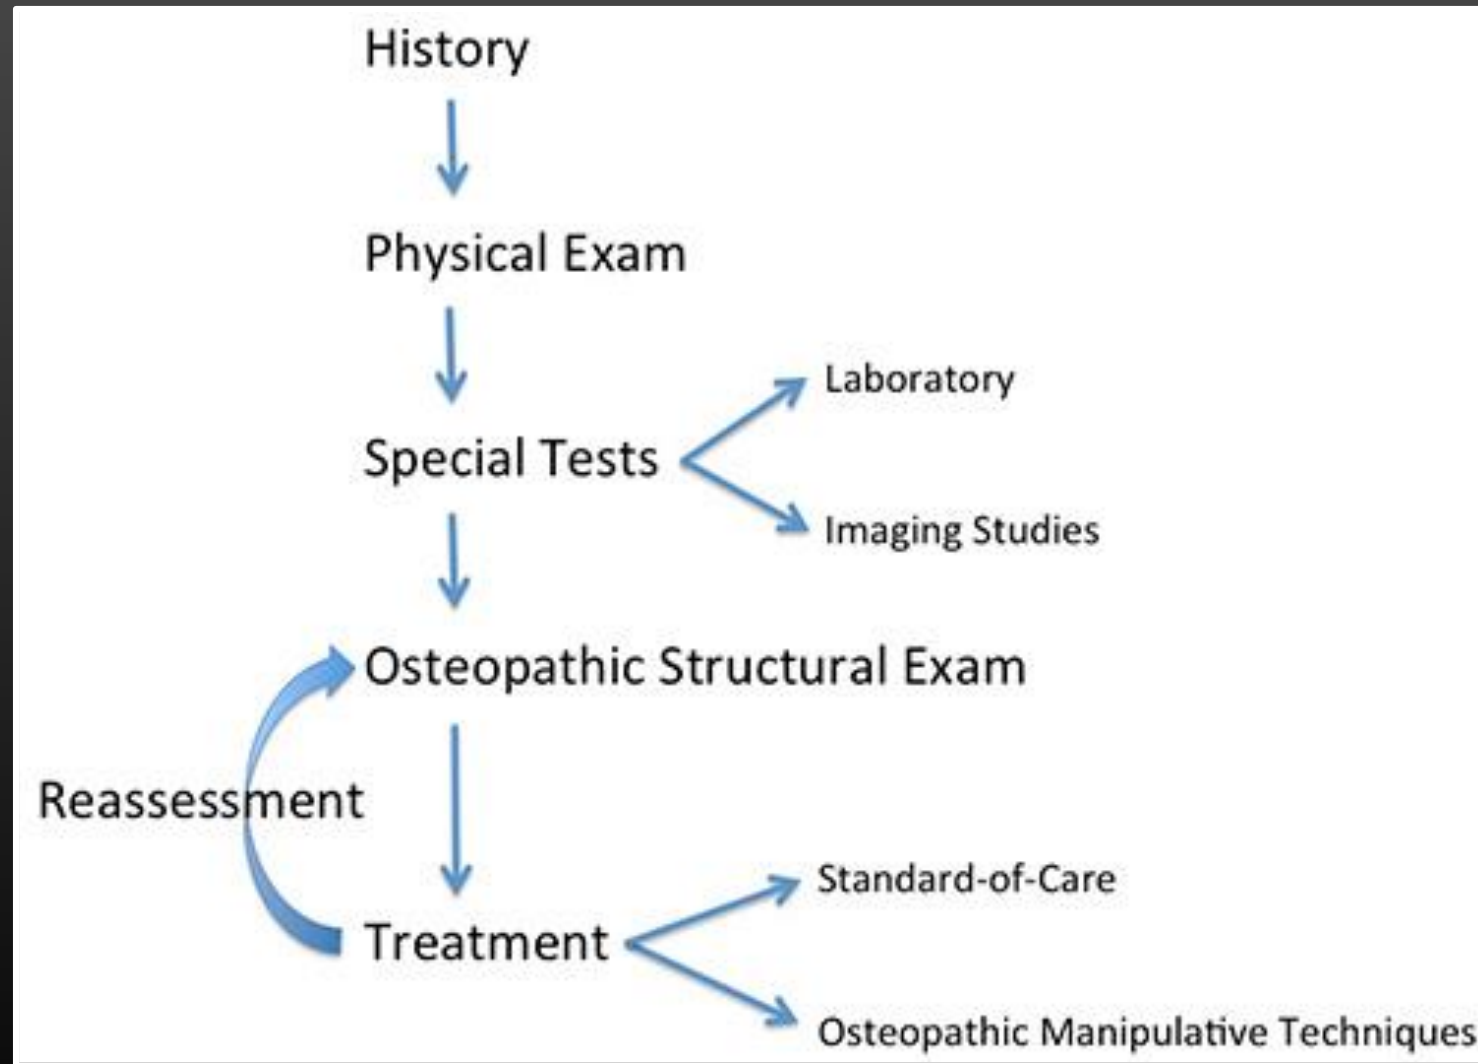 History
Physical Exam
Laboratory
Special Tests
Imaging Studies
Osteopathic Structural Exam
Reassessment
Standard-of-Care
Treatment
Osteopathic Manipulative Techniques